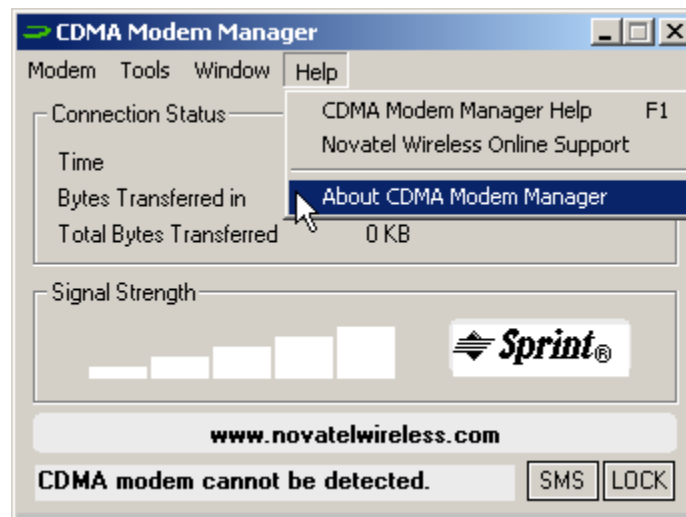 CDMA Modem Manager
Modem Tools Window Help
CDMA Modem Manager Help F1
Novatel Wireless Online Support
About CDMA Modem Manager
Connection Status
Time
Bytes Transferred in
Total Bytes Transferred 0 KB
Signal Strength
Sprint®
www.novatelwireless.com
CDMA modem cannot be detected. SMS LOCK